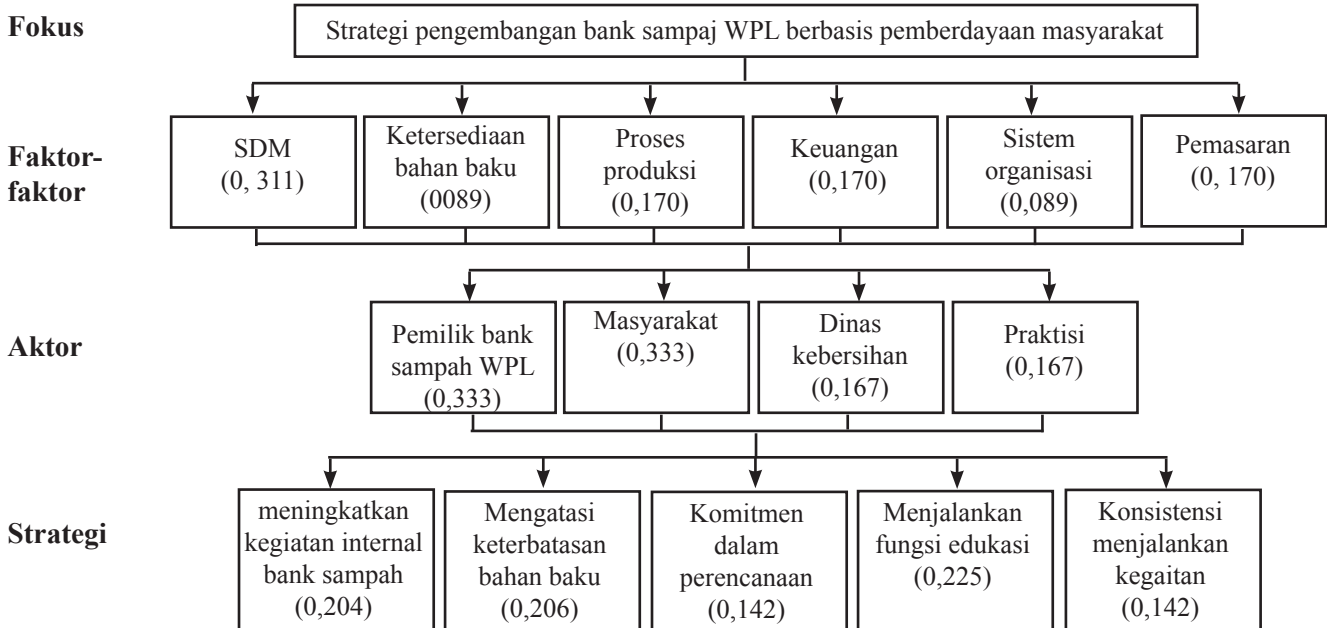 Fokus
Strategi pengembangan bank sampaj WPL berbasis pemberdayaan masyarakat
Faktor-
faktor
SDM
(0, 311)
Ketersediaan
bahan baku
(0089)
Proses
produksi
(0,170)
Keuangan
(0,170)
Sistem
organisasi
(0,089)
Pemasaran
(0, 170)
Aktor
Pemilik bank
sampah WPL
(0,333)
Masyarakat
(0,333)
Dinas
kebersihan
(0,167)
Praktisi
(0,167)
Strategi
meningkatkan
kegiatan internal
bank sampah
(0,204)
Mengatasi
keterbatasan
bahan baku
(0,206)
Komitmen
dalam
perencanaan
(0,142)
Menjalankan
fungsi edukasi
(0,225)
Konsistensi
menjalankan
kegaitan
(0,142)